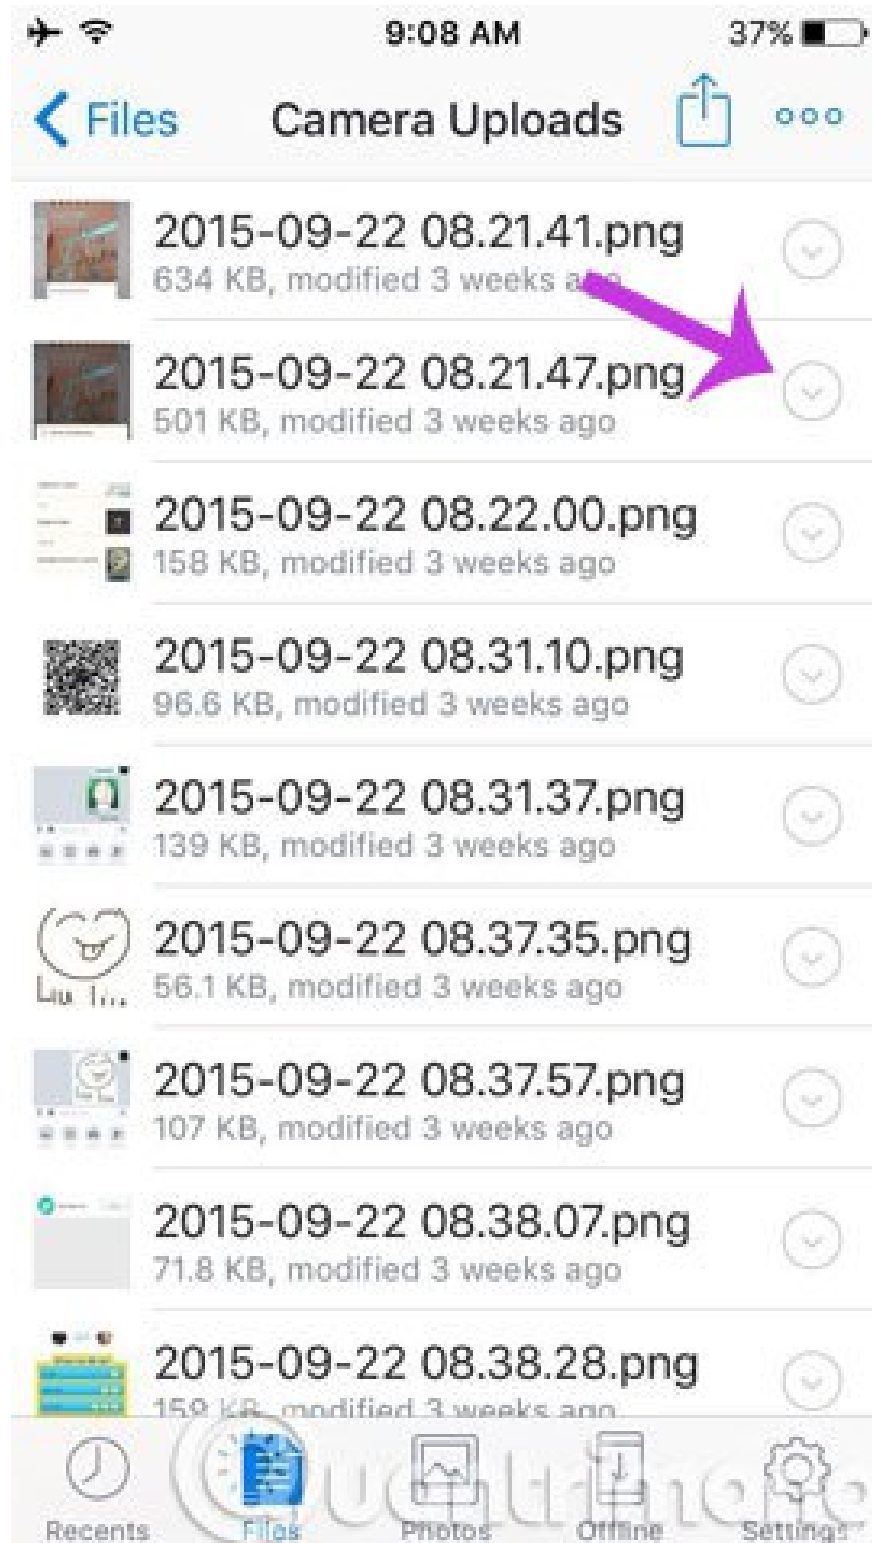 9:08 AM
37%
Files
Camera Uploads
2015-09-22 08.21.41.png
634 KB, modified 3 weeks ago
2015-09-22 08.21.47.png
501 KB, modified 3 weeks ago
2015-09-22 08.22.00.png
158 KB, modified 3 weeks ago
2015-09-22 08.31.10.png
96.6 KB, modified 3 weeks ago
2015-09-22 08.31.37.png
139 KB, modified 3 weeks ago
2015-09-22 08.37.35.png
56.1 KB, modified 3 weeks ago
2015-09-22 08.37.57.png
107 KB, modified 3 weeks ago
2015-09-22 08.38.07.png
71.8 KB, modified 3 weeks ago
2015-09-22 08.38.28.png
159 KB, modified 3 weeks ago
Recents
Files
Photos
Offline
Settings